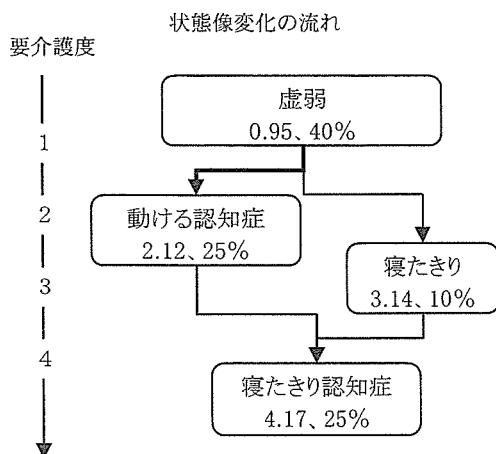 状態像変化の流れ
要介護度
虚弱
0.95、40%
1
2
動ける認知症
2.12、25%
寝たきり
3.14、10%
3
4
寝たきり認知症
4.17、25%